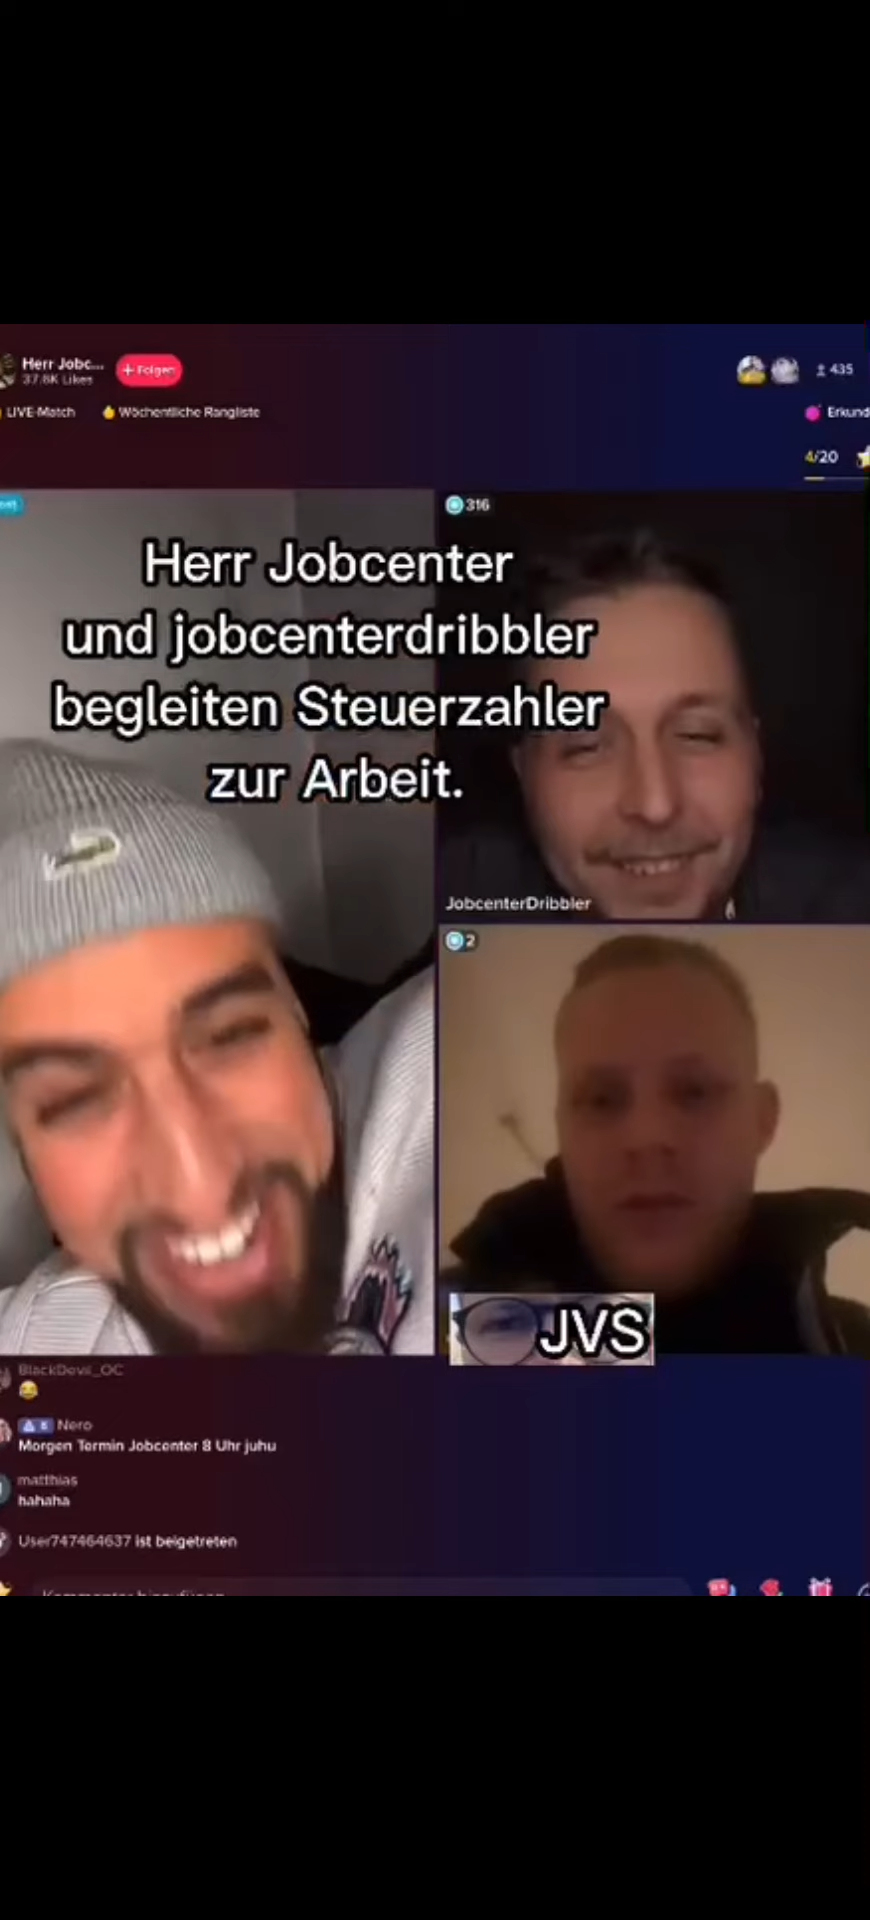 Herr Jobc...
37.8K Likes
+ Folgen
435
LIVE-Match
Wöchentliche Rangliste
Erkund
4/20
316
Herr Jobcenter
und jobcenterdribbler
begleiten Steuerzahler
zur Arbeit.
JobcenterDribbler
2
JVS
BlackDevil_OC
Nero
Morgen Termin Jobcenter 8 Uhr juhu
matthias
hahaha
User747464637 ist beigetreten